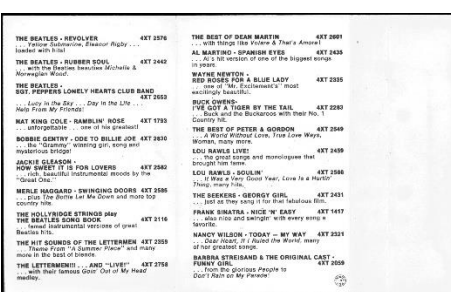 THE BEATLES - REVOLVER 4XT 2576
. . . Yellow Submarine, Eleanor Rigby . . .
loaded with hits!
THE BEATLES - RUBBER SOUL 4XT 2442
. . . with the Beatles beauties Michelle &
Norwegian Wood.
THE BEATLES -
SGT. PEPPERS LONELY HEARTS CLUB BAND
4XT 2653
. . . Lucy in the Sky . . . Day in the Life . . .
Help From My Friends!
NAT KING COLE - RAMBLIN' ROSE 4XT 1793
. . . unforgettable . . . one of his greatest!
BOBBIE GENTRY - ODE TO BILLIE JOE 4XT 2830
. . . the "Grammy" winning girl, song and
mysterious bridge!
JACKIE GLEASON -
HOW SWEET IT IS FOR LOVERS 4XT 2582
. . . rich, beautiful instrumental moods by the
"Great One."
MERLE HAGGARD - SWINGING DOORS 4XT 2585
. . . plus The Bottle Let Me Down and more top
country hits.
THE HOLLYRIDGE STRINGS play
THE BEATLES SONG BOOK 4XT 2116
. . . famed instrumental versions of great
Beatles hits.
THE HIT SOUNDS OF THE LETTERMEN 4XT 2359
. . . Theme From "A Summer Place" and many
more in the best of blends.
THE LETTERMEN!!! . . . AND "LIVE!" 4XT 2758
. . . with their famous Goin' Out of My Head
medley.
THE BEST OF DEAN MARTIN 4XT 2601
. . . with things like Volare & That's Amore!
AL MARTINO - SPANISH EYES 4XT 2435
. . . Al's hit version of one of the biggest songs
in years.
WAYNE NEWTON -
RED ROSES FOR A BLUE LADY 4XT 2335
. . . one of "Mr. Excitement's" most
excitingly beautiful.
BUCK OWENS-
I'VE GOT A TIGER BY THE TAIL 4XT 2283
. . . Buck and the Buckaroos with their No. 1
Country hit.
THE BEST OF PETER & GORDON 4XT 2549
. . . A World Without Love, True Love Ways,
Woman, many more.
LOU RAWLS LIVE! 4XT 2459
. . . the great songs and monologues that
brought him fame.
LOU RAWLS - SOULIN' 4XT 2566
. . . It Was a Very Good Year, Love Is a Hurtin'
Thing, many hits.
THE SEEKERS - GEORGY GIRL 4XT 2431
. . . just as they sang it for that fabulous film.
FRANK SINATRA - NICE 'N' EASY 4XT 1417
. . . also nice and swingin' with every song a
favorite.
NANCY WILSON - TODAY — MY WAY 4XT 2321
. . . Dear Heart, If I Ruled the World, many
of her greatest songs.
BARBRA STREISAND & THE ORIGINAL CAST -
FUNNY GIRL 4XT 2059
. . . from the glorious People to
Don't Rain on My Parade!